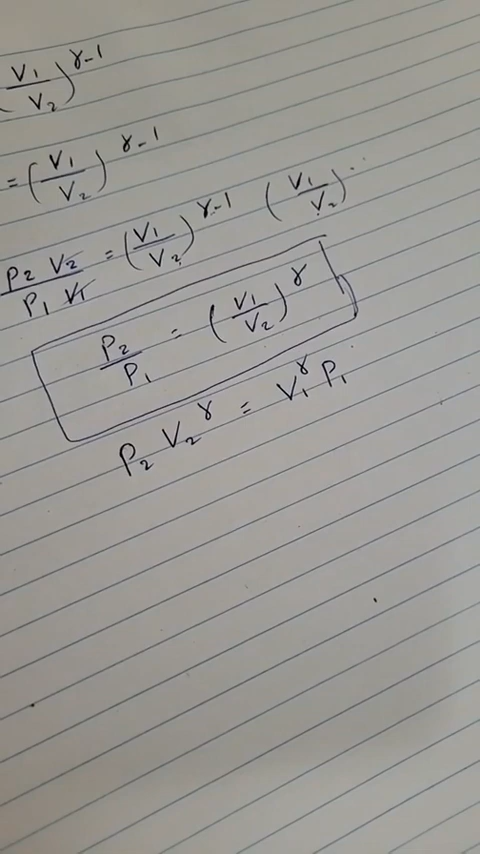 (V₁/V₂)^γ-1
= (V₁/V₂)^γ-1
P₂ V₂ / P₁ V₁ = (V₁/V₂)^γ-1 (V₁/V₂)
P₂/P₁ = (V₁/V₂)^γ
P₂ V₂^γ = V₁^γ P₁